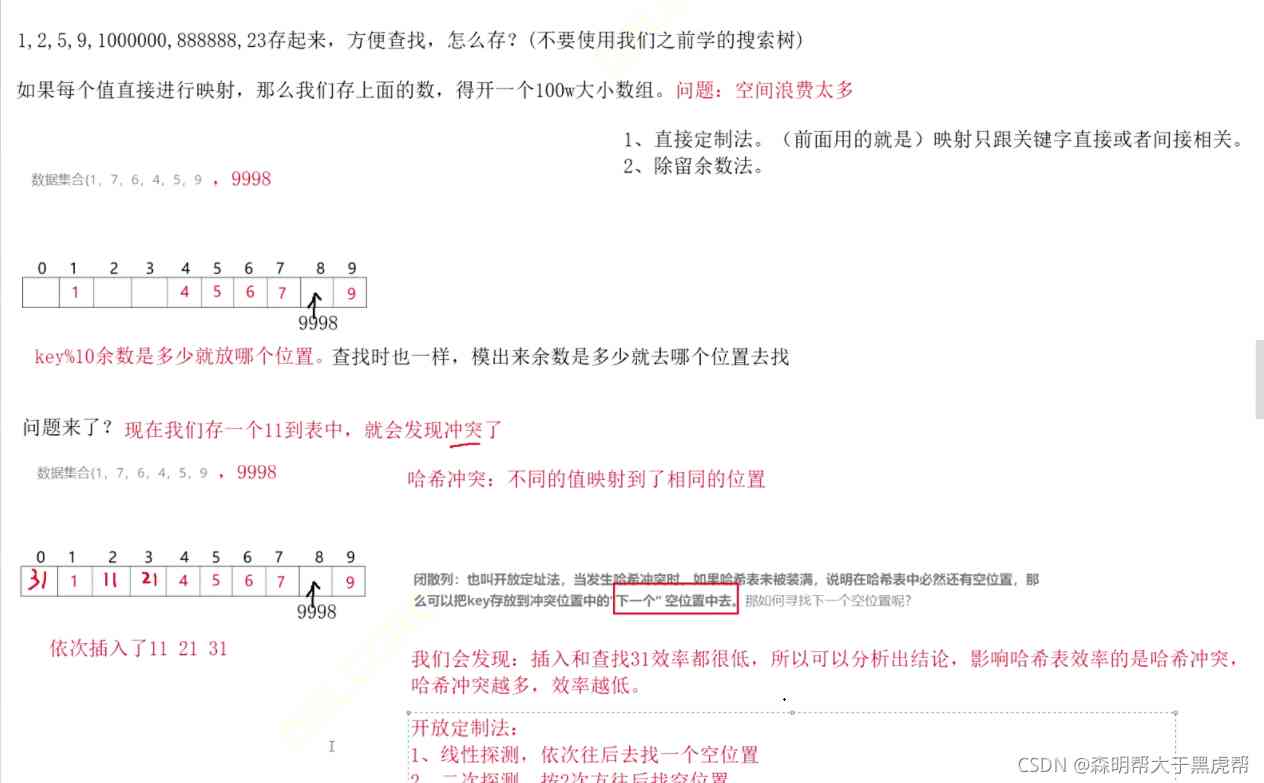 1,2,5,9,1000000,888888,23存起来，方便查找，怎么存？(不要使用我们之前学的搜索树)
如果每个值直接进行映射，那么我们存上面的数，得开一个100w大小数组。问题：空间浪费太多
1、直接定制法。（前面用的就是）映射只跟关键字直接或者间接相关。
2、除留余数法。
数据集合{1，7，6，4，5，9 ，9998
0 1 2 3 4 5 6 7 8 9
1 4 5 6 7 9
9998
key%10余数是多少就放哪个位置。查找时也一样，模出来余数是多少就去哪个位置去找
问题来了？现在我们存一个11到表中，就会发现冲突了
数据集合{1，7，6，4，5，9 ，9998
哈希冲突：不同的值映射到了相同的位置
0 1 2 3 4 5 6 7 8 9
31 1 11 21 4 5 6 7 9
9998
闭散列：也叫开放定址法，当发生哈希冲突时，如果哈希表未被装满，说明在哈希表中必然还有空位置，那
么可以把key存放到冲突位置中的“下一个” 空位置中去。那如何寻找下一个空位置呢？
依次插入了11 21 31
我们会发现：插入和查找31效率都很低，所以可以分析出结论，影响哈希表效率的是哈希冲突，
哈希冲突越多，效率越低。
开放定制法：
1、线性探测，依次往后去找一个空位置
2、二次探测，按2次方往后找空位置
CSDN @森明帮大于黑虎帮